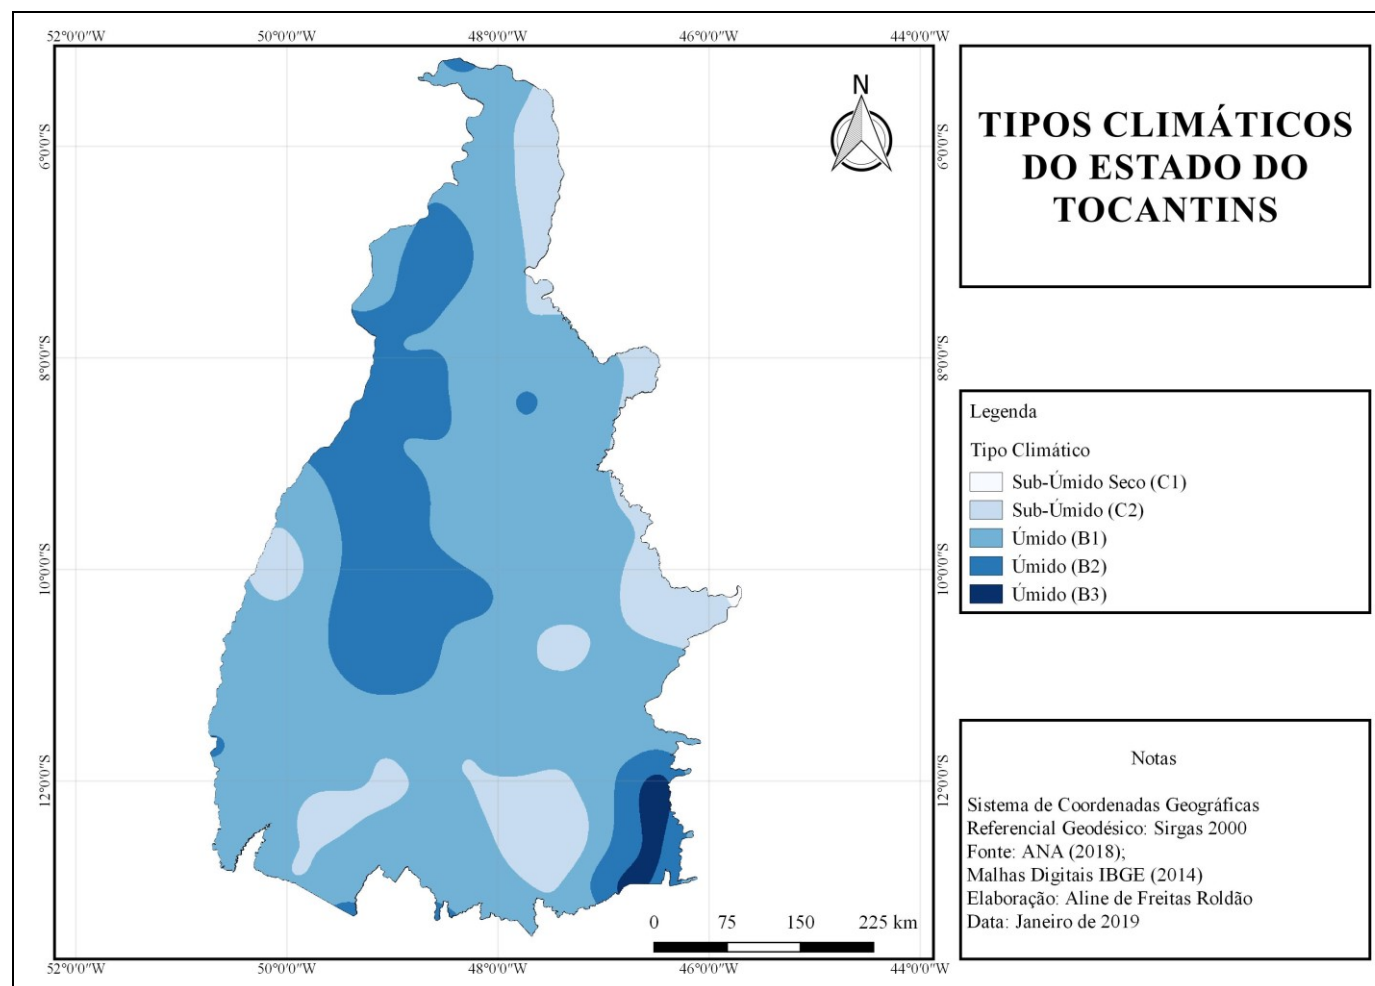 52°0'0"W 50°0'0"W 48°0'0"W 46°0'0"W 44°0'0"W
N
6°0'0"S 6°0'0"S
8°0'0"S 8°0'0"S
10°0'0"S 10°0'0"S
12°0'0"S 12°0'0"S
0 75 150 225 km
52°0'0"W 50°0'0"W 48°0'0"W 46°0'0"W 44°0'0"W
TIPOS CLIMÁTICOS
DO ESTADO DO
TOCANTINS
Legenda
Tipo Climático
Sub-Úmido Seco (C1)
Sub-Úmido (C2)
Úmido (B1)
Úmido (B2)
Úmido (B3)
Notas
Sistema de Coordenadas Geográficas
Referencial Geodésico: Sirgas 2000
Fonte: ANA (2018);
Malhas Digitais IBGE (2014)
Elaboração: Aline de Freitas Roldão
Data: Janeiro de 2019